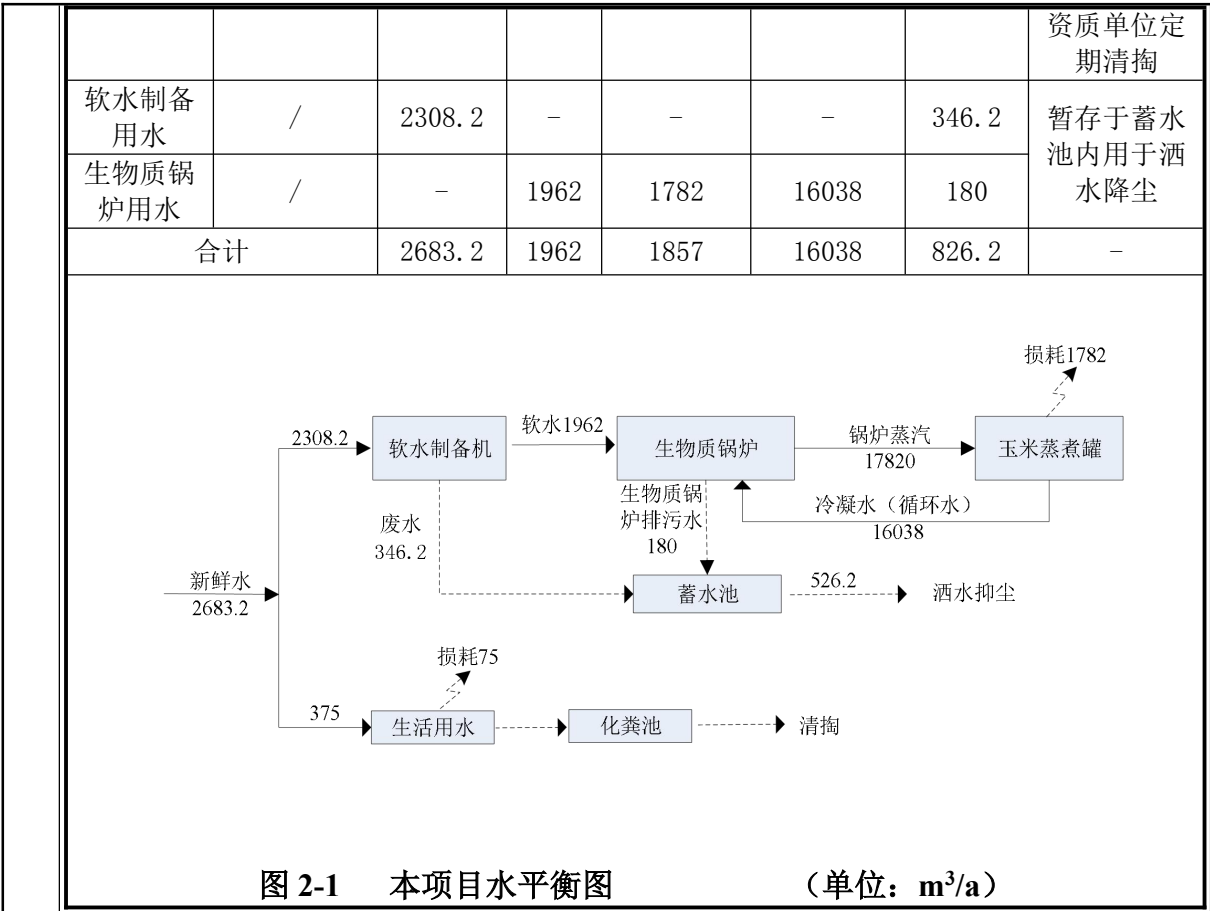 资质单位定
期清掏
软水制备
用水
/
2308.2
-
-
-
346.2
暂存于蓄水
池内用于洒
水降尘
生物质锅
炉用水
/
-
1962
1782
16038
180
合计
2683.2
1962
1857
16038
826.2
-
损耗1782
2308.2
软水制备机
软水1962
生物质锅炉
锅炉蒸汽
17820
玉米蒸煮罐
废水
346.2
生物质锅
炉排污水
180
冷凝水（循环水）
16038
新鲜水
2683.2
蓄水池
526.2
洒水抑尘
损耗75
375
生活用水
化粪池
清掏
图 2-1 本项目水平衡图 （单位：m³/a）